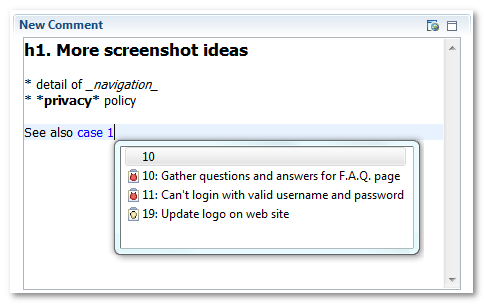 New Comment
h1. More screenshot ideas
* detail of _navigation_
* *privacy* policy
See also case 1
10
10: Gather questions and answers for F.A.Q. page
11: Can't login with valid username and password
19: Update logo on web site